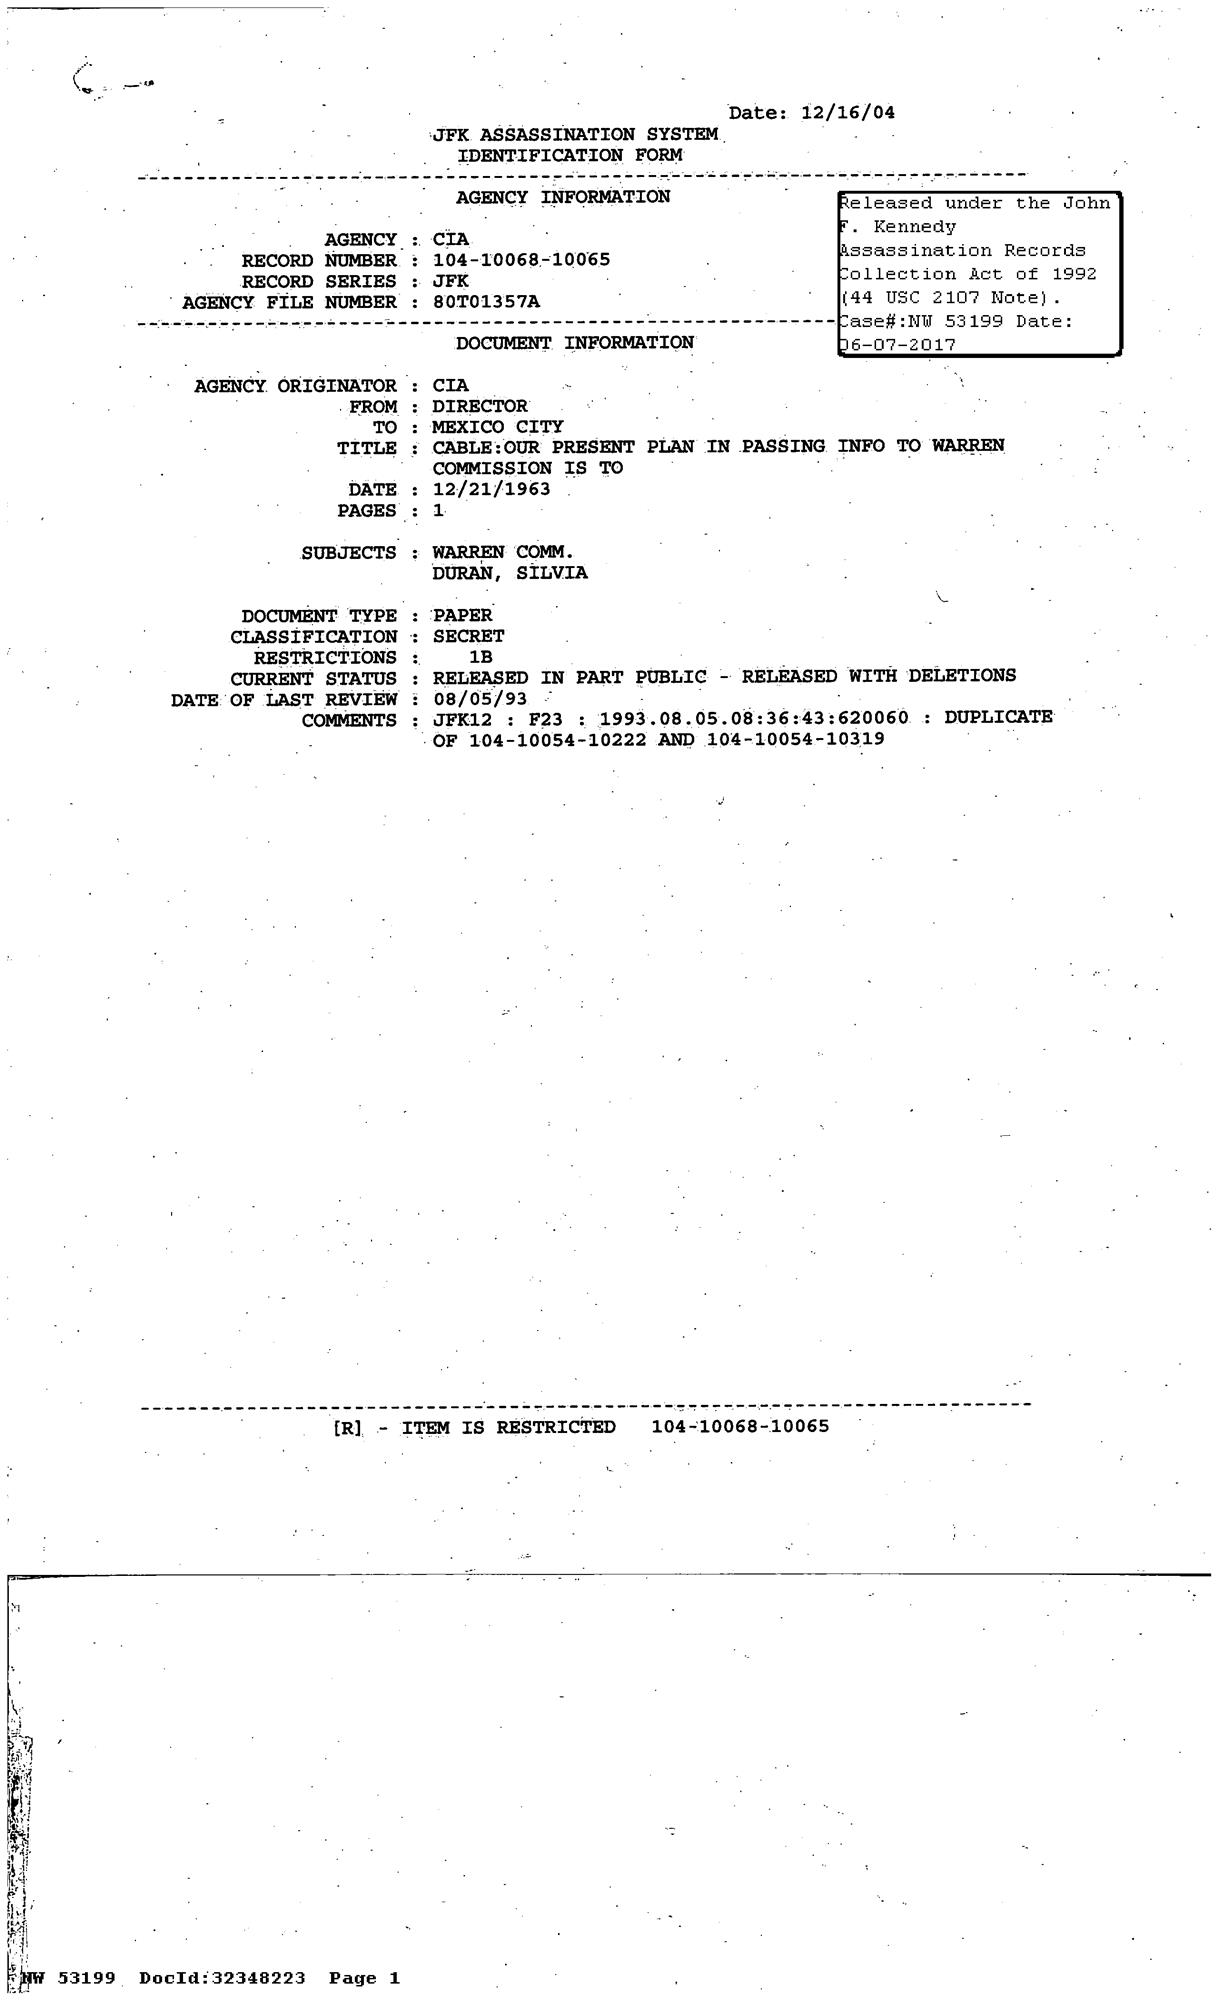 Date: 12/16/04
JFK ASSASSINATION SYSTEM
IDENTIFICATION FORM
AGENCY INFORMATION
AGENCY : CIA
RECORD NUMBER : 104-10068-10065
RECORD SERIES : JFK
AGENCY FILE NUMBER : 80T01357A
Released under the John
F. Kennedy
Assassination Records
Collection Act of 1992
(44 USC 2107 Note).
Case#:NW 53199 Date:
06-07-2017
DOCUMENT INFORMATION
AGENCY ORIGINATOR : CIA
FROM : DIRECTOR
TO : MEXICO CITY
TITLE : CABLE:OUR PRESENT PLAN IN PASSING INFO TO WARREN
COMMISSION IS TO
DATE : 12/21/1963
PAGES : 1
SUBJECTS : WARREN COMM.
DURAN, SILVIA
DOCUMENT TYPE : PAPER
CLASSIFICATION : SECRET
RESTRICTIONS : 1B
CURRENT STATUS : RELEASED IN PART PUBLIC - RELEASED WITH DELETIONS
DATE OF LAST REVIEW : 08/05/93
COMMENTS : JFK12 : F23 : 1993.08.05.08:36:43:620060 : DUPLICATE
OF 104-10054-10222 AND 104-10054-10319
[R] - ITEM IS RESTRICTED 104-10068-10065
NW 53199 DocId:32348223 Page 1